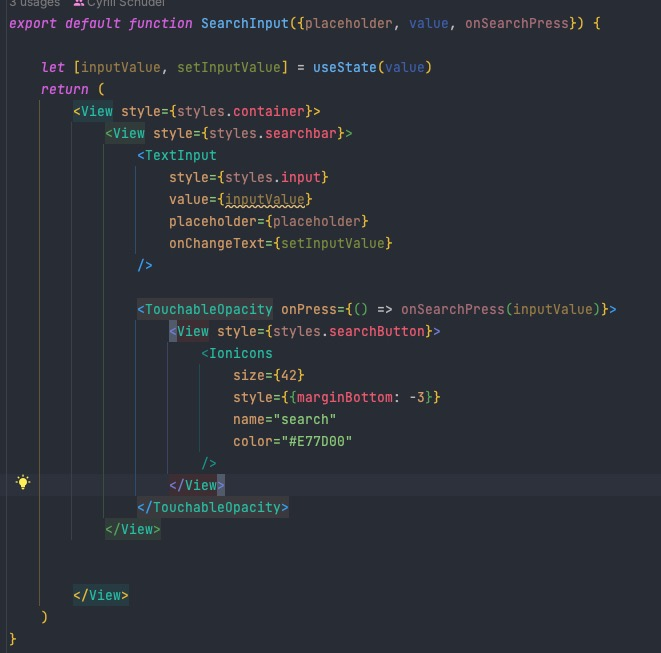 3 usages Cyrill Schudel
export default function SearchInput({placeholder, value, onSearchPress}) {
let [inputValue, setInputValue] = useState(value)
return (
<View style={styles.container}>
<View style={styles.searchbar}>
<TextInput
style={styles.input}
value={inputValue}
placeholder={placeholder}
onChangeText={setInputValue}
/>
<TouchableOpacity onPress={() => onSearchPress(inputValue)}>
<View style={styles.searchButton}>
<Ionicons
size={42}
style={{marginBottom: -3}}
name="search"
color="#E77D00"
/>
</View>
</TouchableOpacity>
</View>
</View>
)
}